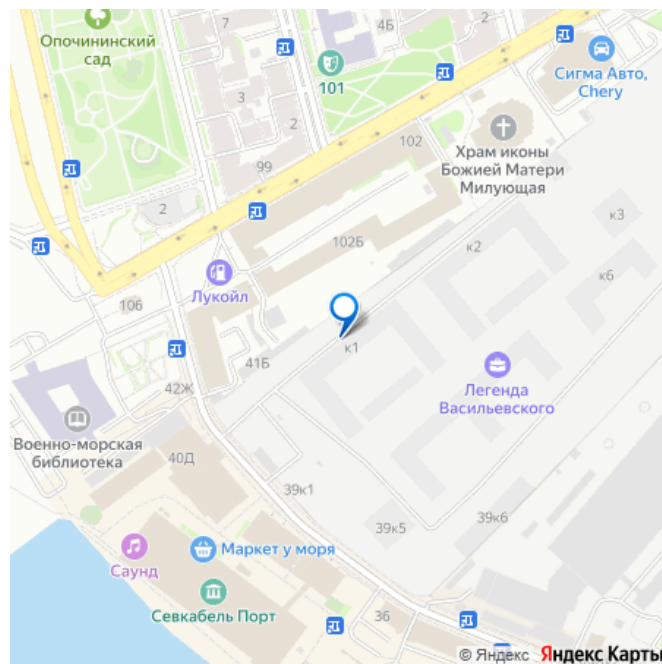 Опочининский
сад
7
4Б
101
Сигма Авто,
Chery
3
2
102
99
Храм иконы
Божией Матери
Милующая
2
к3
102Б
к2
Лукойл
к6
106
к1
41Б
42Ж
Легенда
Васильевского
Военно-морская
библиотека
40Д
39к1
39к5
39к6
Саунд
Маркет у моря
Севкабель Порт
36
© Яндекс Яндекс Карты